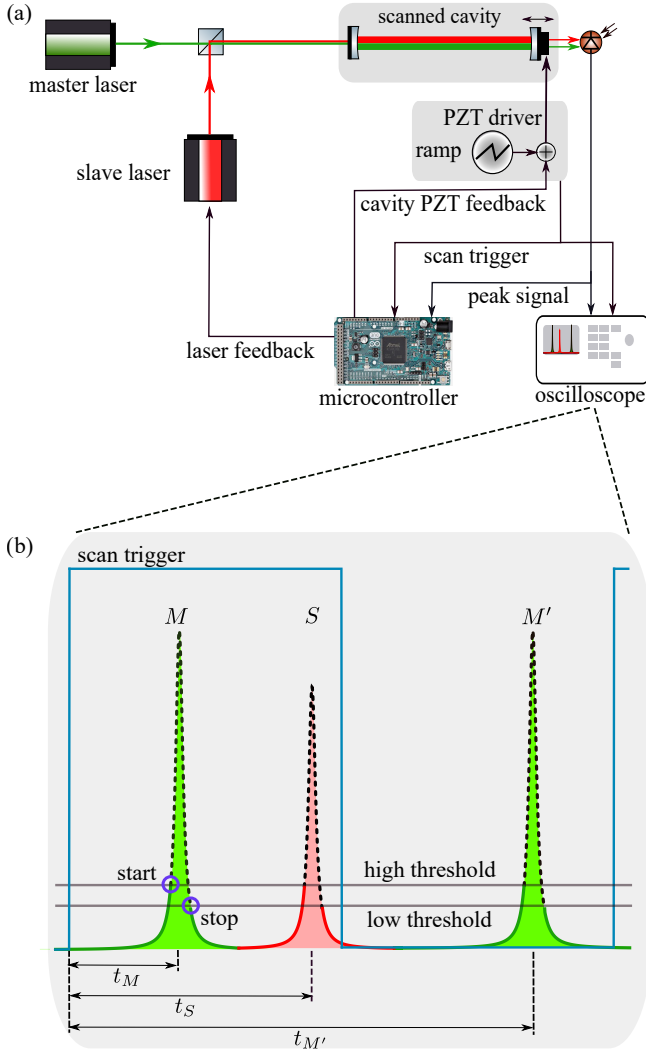 (a)
scanned cavity
master laser
PZT driver
ramp
slave laser
cavity PZT feedback
scan trigger
peak signal
laser feedback
microcontroller
oscilloscope
(b)
scan trigger
M
S
M′
start
high threshold
stop
low threshold
t_M
t_S
t_M′